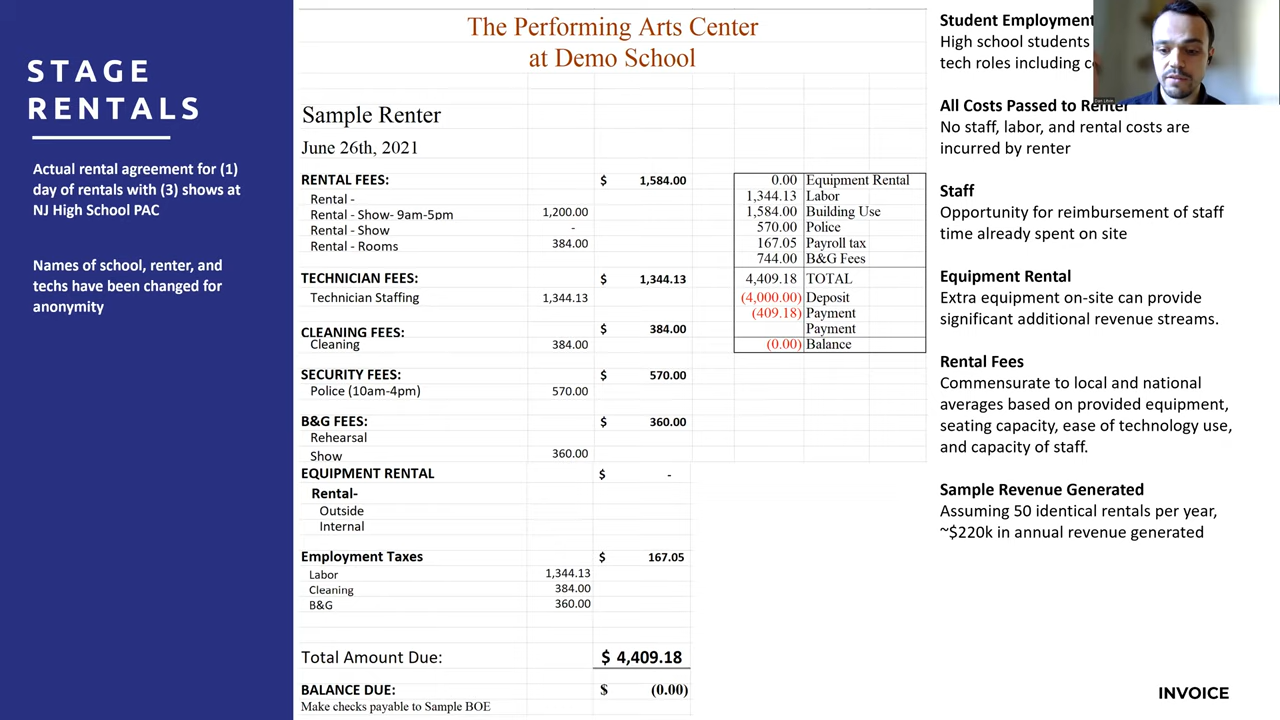 STAGE
RENTALS
Actual rental agreement for (1)
day of rentals with (3) shows at
NJ High School PAC
Names of school, renter, and
techs have been changed for
anonymity
The Performing Arts Center
at Demo School
Sample Renter
June 26th, 2021
RENTAL FEES: $ 1,584.00
Rental -
Rental - Show- 9am-5pm 1,200.00
Rental - Show -
Rental - Rooms 384.00
TECHNICIAN FEES: $ 1,344.13
Technician Staffing 1,344.13
CLEANING FEES: $ 384.00
Cleaning 384.00
SECURITY FEES: $ 570.00
Police (10am-4pm) 570.00
B&G FEES: $ 360.00
Rehearsal
Show 360.00
EQUIPMENT RENTAL $ -
Rental-
Outside
Internal
Employment Taxes $ 167.05
Labor 1,344.13
Cleaning 384.00
B&G 360.00
Total Amount Due: $ 4,409.18
BALANCE DUE: $ (0.00)
Make checks payable to Sample BOE
0.00 Equipment Rental
1,344.13 Labor
1,584.00 Building Use
570.00 Police
167.05 Payroll tax
744.00 B&G Fees
4,409.18 TOTAL
(4,000.00) Deposit
(409.18) Payment
Payment
(0.00) Balance
Student Employment
High school students
tech roles including
All Costs Passed to Renter
No staff, labor, and rental costs are
incurred by renter
Staff
Opportunity for reimbursement of staff
time already spent on site
Equipment Rental
Extra equipment on-site can provide
significant additional revenue streams.
Rental Fees
Commensurate to local and national
averages based on provided equipment,
seating capacity, ease of technology use,
and capacity of staff.
Sample Revenue Generated
Assuming 50 identical rentals per year,
~$220k in annual revenue generated
INVOICE